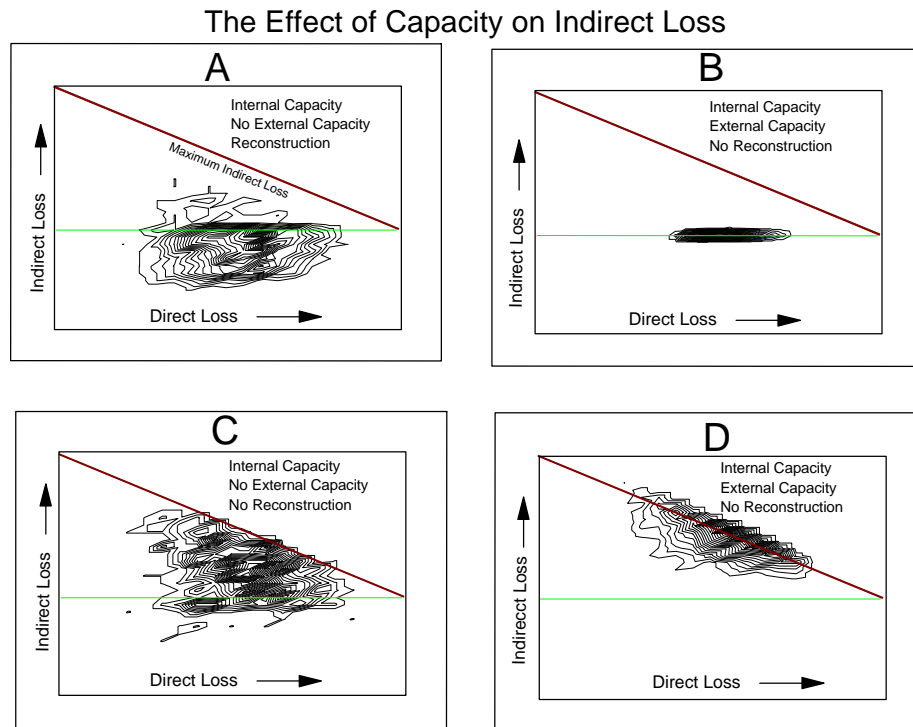 The Effect of Capacity on Indirect Loss
A
Internal Capacity
No External Capacity
Reconstruction
Maximum Indirect Loss
Indirect Loss
Direct Loss
B
Internal Capacity
External Capacity
No Reconstruction
Indirect Loss
Direct Loss
C
Internal Capacity
No External Capacity
No Reconstruction
Indirect Loss
Direct Loss
D
Internal Capacity
External Capacity
No Reconstruction
Indirecct Loss
Direct Loss